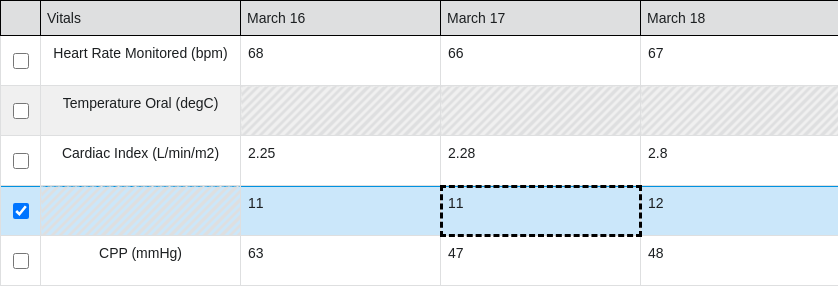 Vitals March 16 March 17 March 18
Heart Rate Monitored (bpm) 68 66 67
Temperature Oral (degC)
Cardiac Index (L/min/m2) 2.25 2.28 2.8
11 11 12
CPP (mmHg) 63 47 48